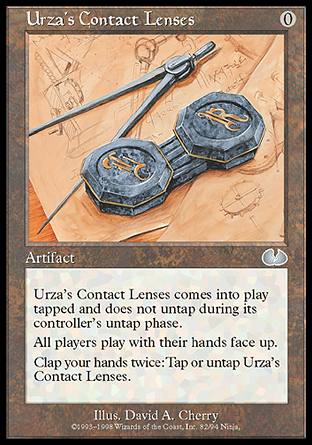 Urza's Contact Lenses 0
Artifact
Urza's Contact Lenses comes into play
tapped and does not untap during its
controller's untap phase.
All players play with their hands face up.
Clap your hands twice: Tap or untap Urza's
Contact Lenses.
Illus. David A. Cherry
©1993–1998 Wizards of the Coast, Inc. 82/94 Ninja,